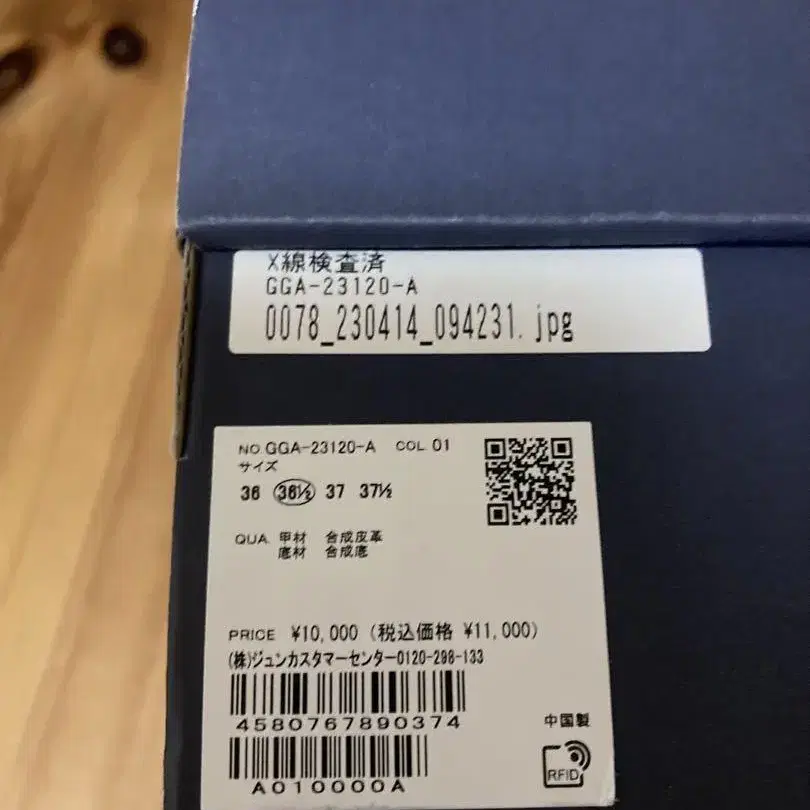 X線検査済
GGA-23120-A
0078_230414_094231.jpg
NO.GGA-23120-A COL.01
サイズ
36 36½ 37 37½
QUA. 甲材 合成皮革
底材 合成底
PRICE ¥10,000 (税込価格 ¥11,000)
(株)ジュンカスタマーセンター0120-298-133
4580767890374
中国製
A010000A
RFID